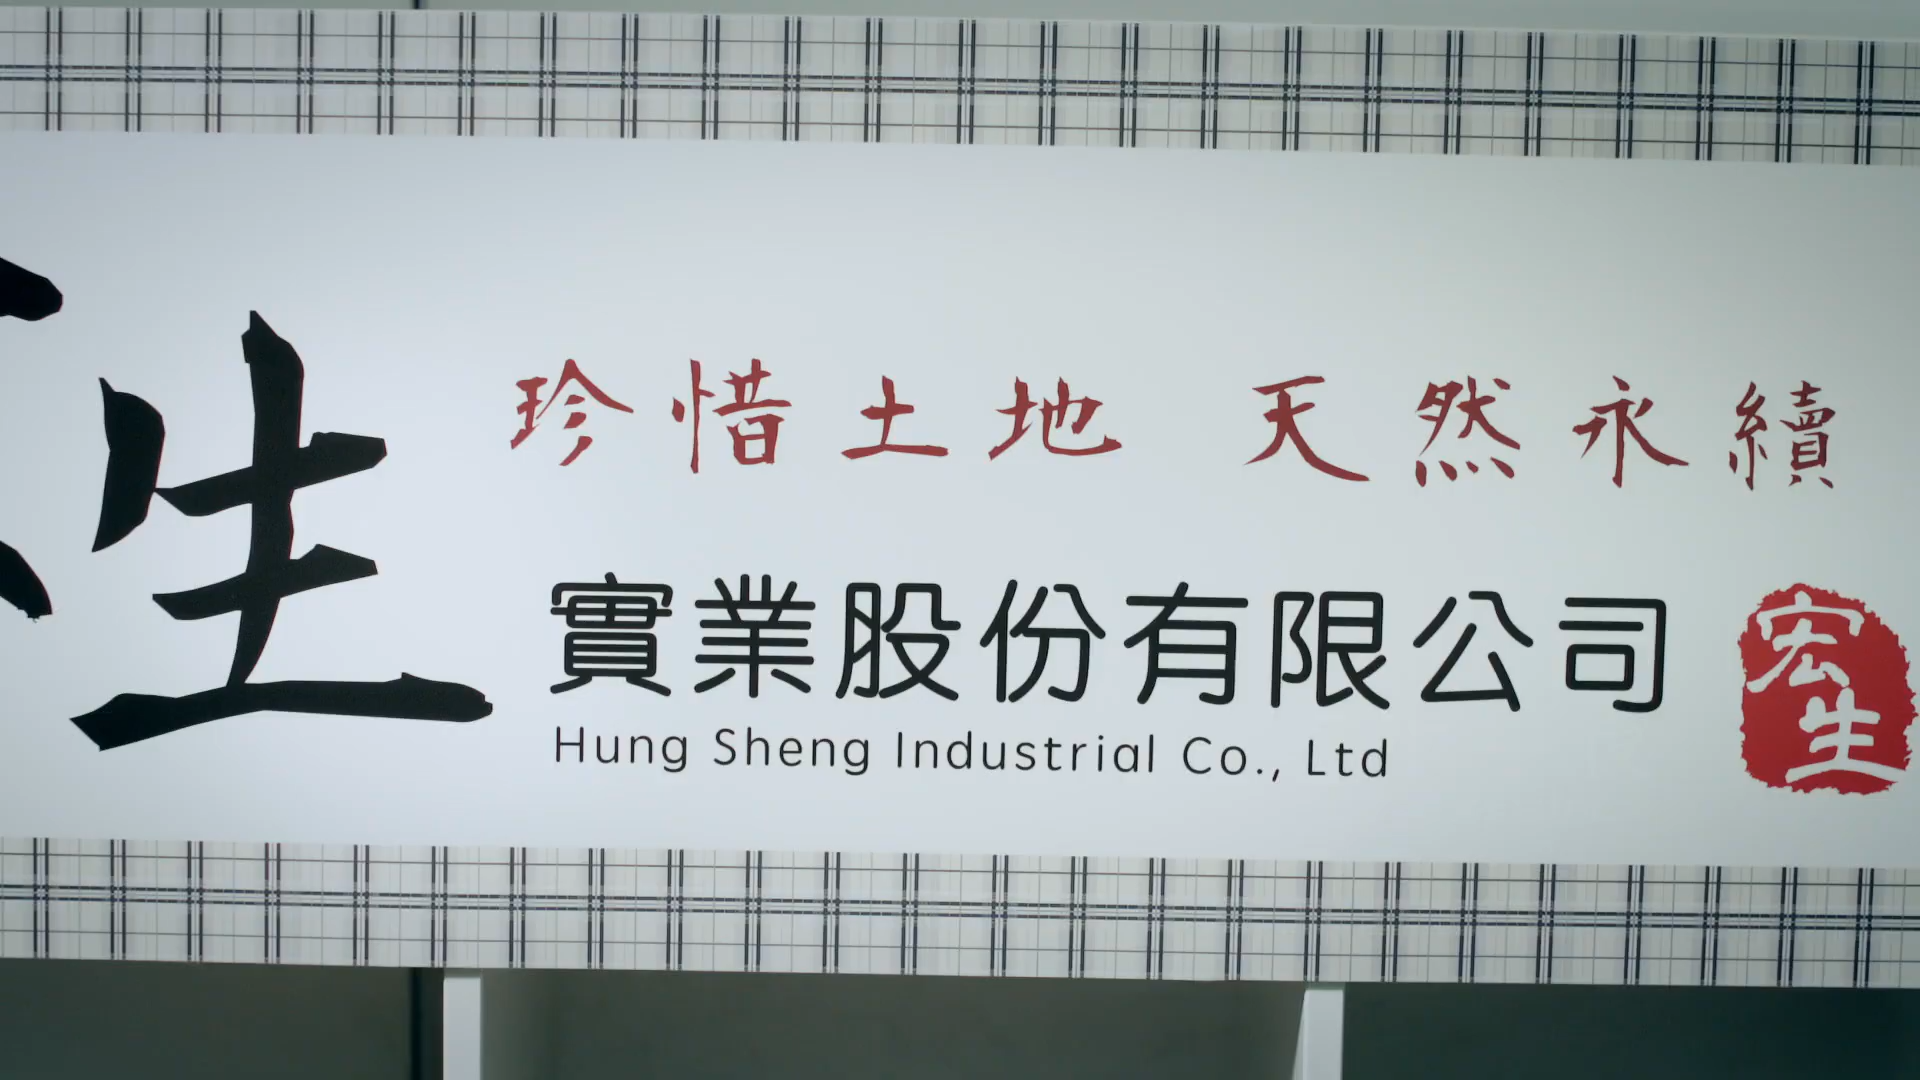 生
珍惜土地 天然永續
實業股份有限公司
Hung Sheng Industrial Co., Ltd
宏生